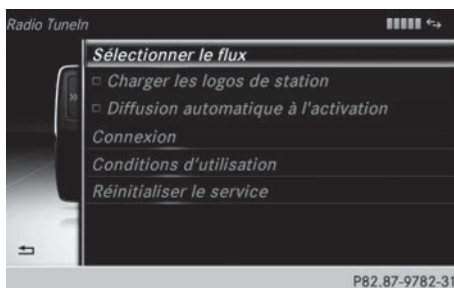 Radio TuneIn
Sélectionner le flux
Charger les logos de station
Diffusion automatique à l'activation
Connexion
Conditions d'utilisation
Réinitialiser le service
P82.87-9782-31